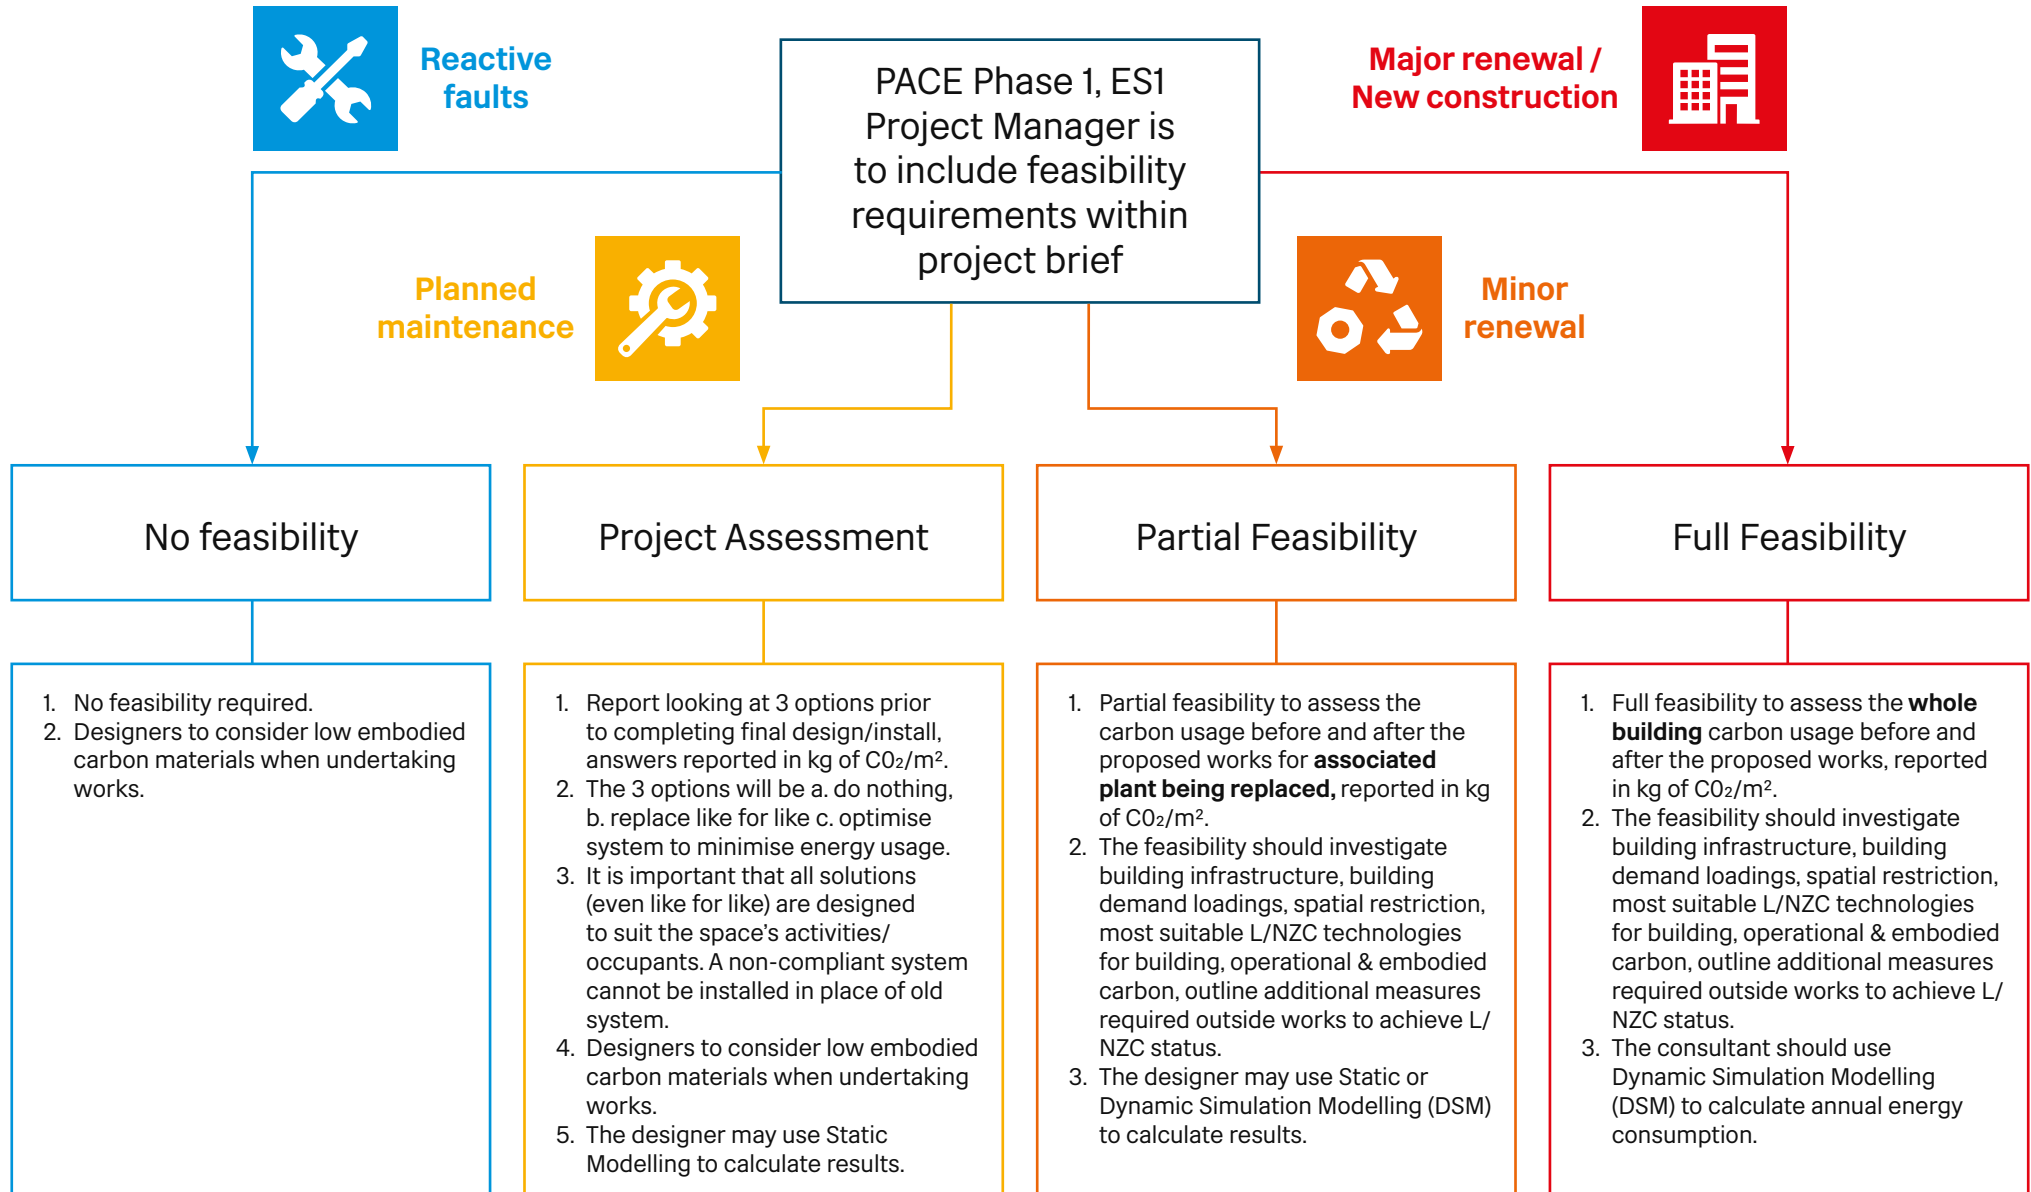 Reactive
faults
PACE Phase 1, ES1
Project Manager is
to include feasibility
requirements within
project brief
Major renewal /
New construction
Planned
maintenance
Minor
renewal
No feasibility
Project Assessment
Partial Feasibility
Full Feasibility
1. No feasibility required.
2. Designers to consider low embodied
carbon materials when undertaking
works.
1. Report looking at 3 options prior
to completing final design/install,
answers reported in kg of C0₂/m².
2. The 3 options will be a. do nothing,
b. replace like for like c. optimise
system to minimise energy usage.
3. It is important that all solutions
(even like for like) are designed
to suit the space’s activities/
occupants. A non-compliant system
cannot be installed in place of old
system.
4. Designers to consider low embodied
carbon materials when undertaking
works.
5. The designer may use Static
Modelling to calculate results.
1. Partial feasibility to assess the
carbon usage before and after the
proposed works for associated
plant being replaced, reported in kg
of C0₂/m².
2. The feasibility should investigate
building infrastructure, building
demand loadings, spatial restriction,
most suitable L/NZC technologies
for building, operational & embodied
carbon, outline additional measures
required outside works to achieve L/
NZC status.
3. The designer may use Static or
Dynamic Simulation Modelling (DSM)
to calculate results.
1. Full feasibility to assess the whole
building carbon usage before and
after the proposed works, reported
in kg of C0₂/m².
2. The feasibility should investigate
building infrastructure, building
demand loadings, spatial restriction,
most suitable L/NZC technologies
for building, operational & embodied
carbon, outline additional measures
required outside works to achieve L/
NZC status.
3. The consultant should use
Dynamic Simulation Modelling
(DSM) to calculate annual energy
consumption.